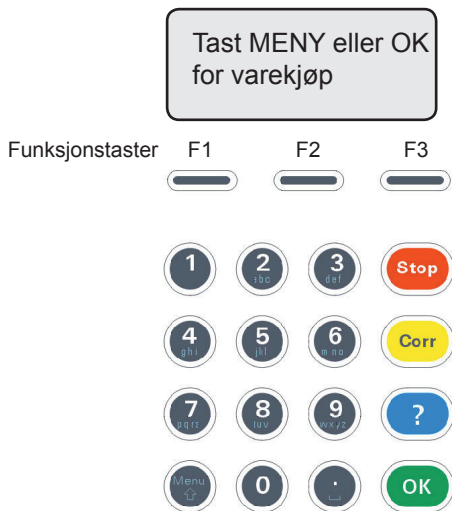 Tast MENY eller OK
for varekjøp
Funksjonstaster F1 F2 F3
1 2 3 Stop
abc def
4 5 6 Corr
ghi jkl mno
7 8 9 ?
pqrs tuv wxyz
Menu 0 . OK